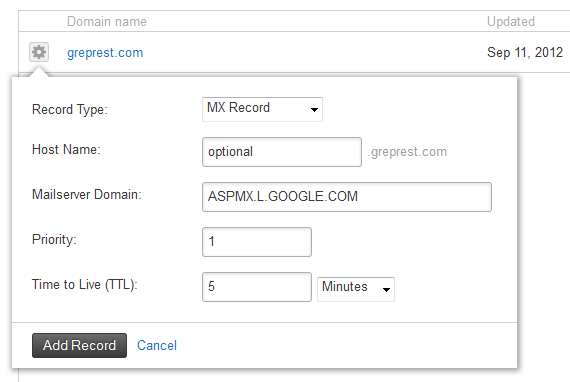 Domain name Updated
greprest.com Sep 11, 2012
Record Type: MX Record
Host Name: optional .greprest.com
Mailserver Domain: ASPMX.L.GOOGLE.COM
Priority: 1
Time to Live (TTL): 5 Minutes
Add Record Cancel